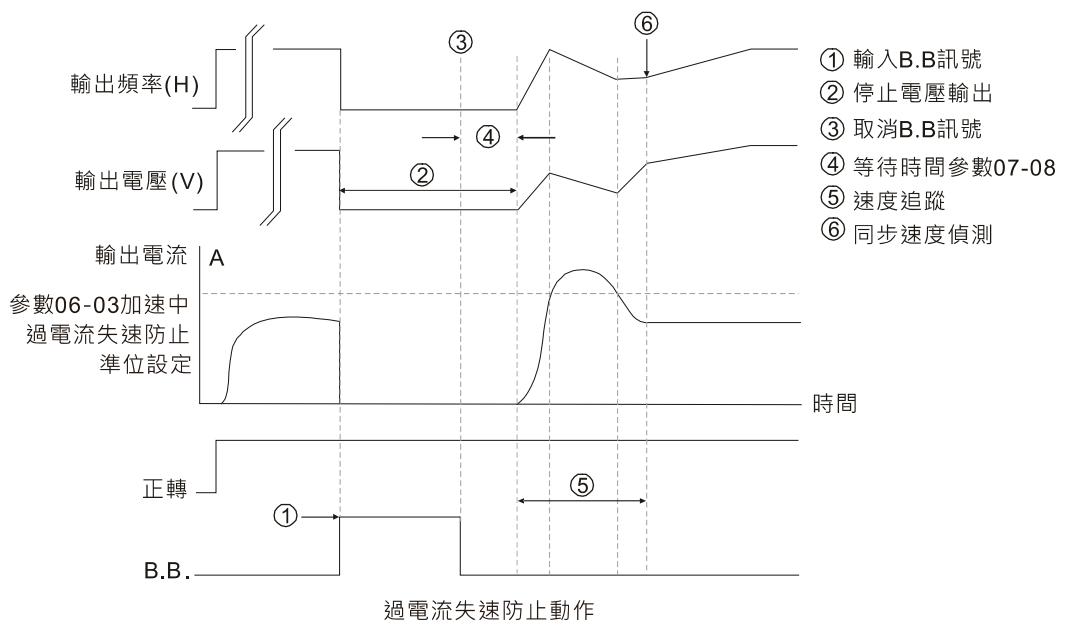 ⑥
③
輸出頻率(H)
④
輸出電壓(V)
②
輸出電流
A
參數06-03加速中
過電流失速防止
準位設定
時間
正轉
⑤
①
B.B.
① 輸入B.B訊號
② 停止電壓輸出
③ 取消B.B訊號
④ 等待時間參數07-08
⑤ 速度追蹤
⑥ 同步速度偵測
過電流失速防止動作